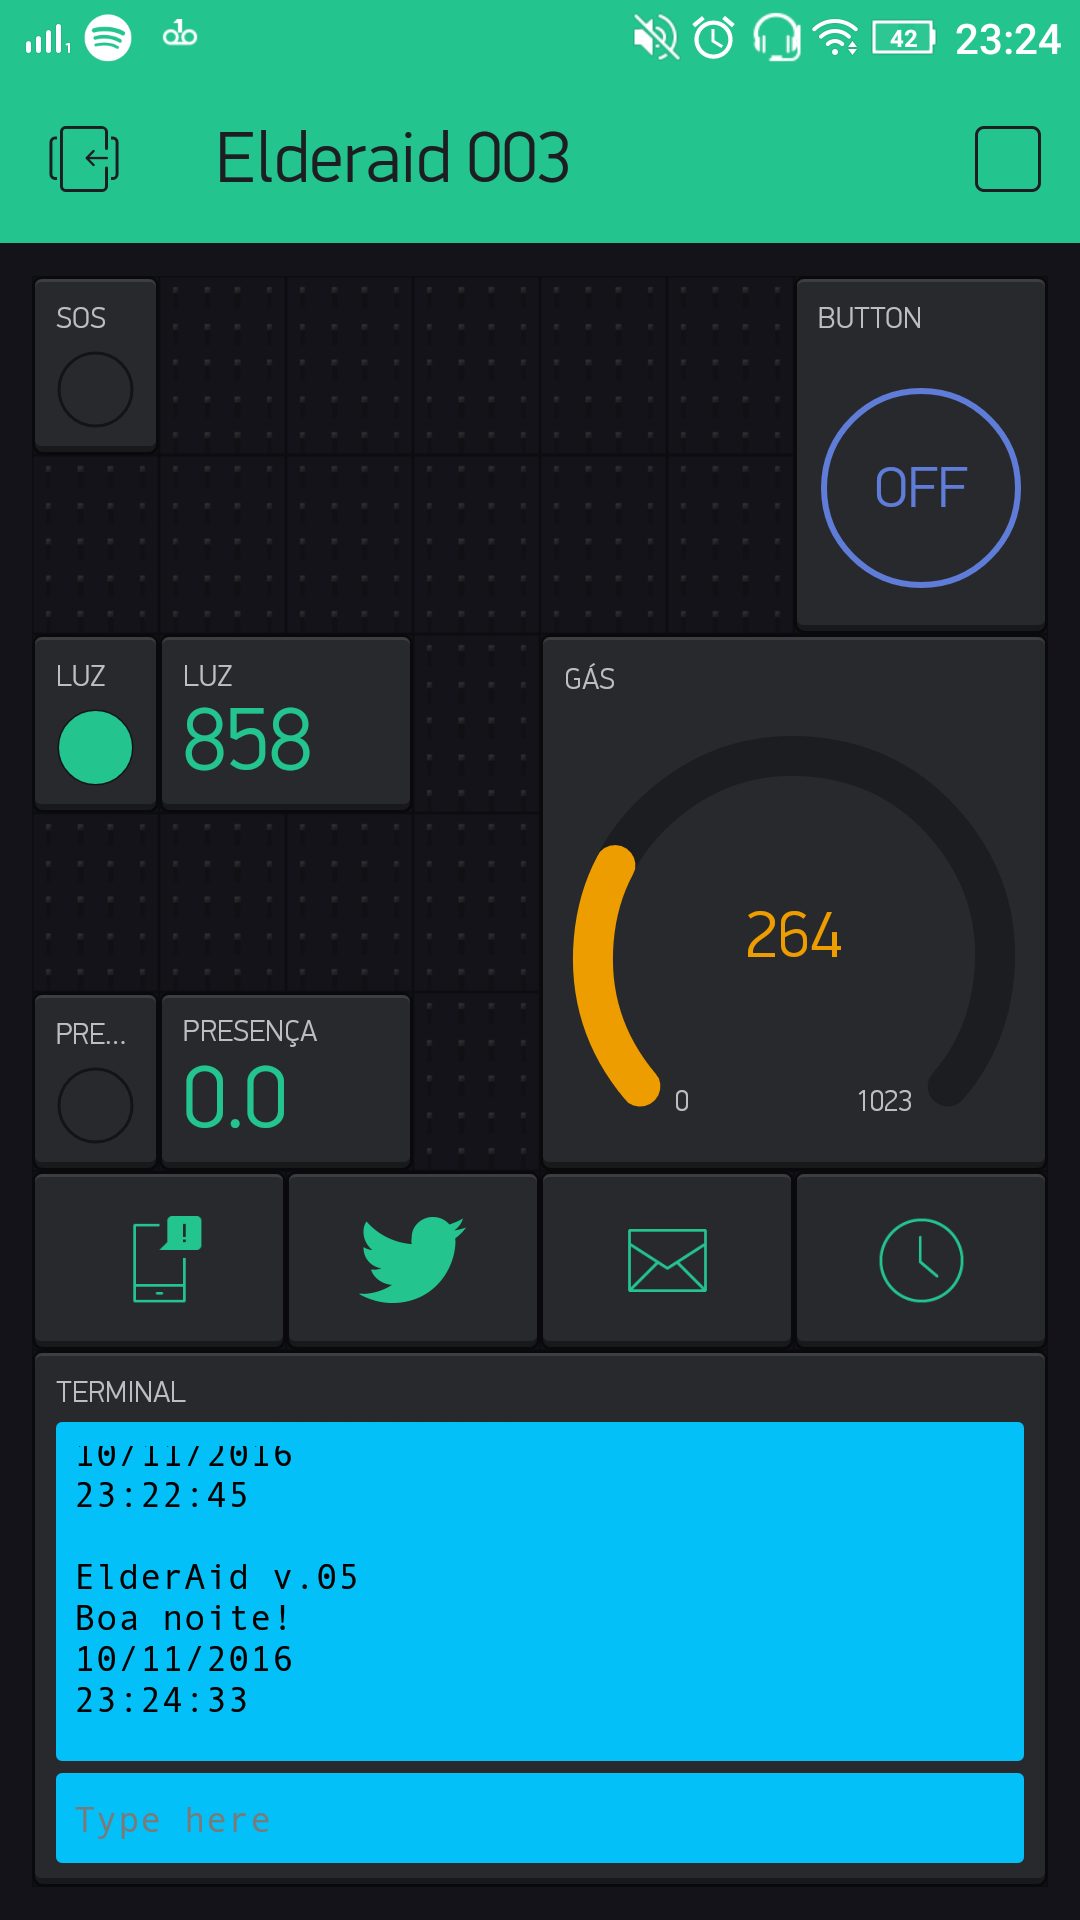 1
42
23:24
Elderaid 003
SOS
BUTTON
OFF
LUZ
LUZ
858
GÁS
264
0
1023
PRE...
PRESENÇA
0.0
!
TERMINAL
10/11/2016
23:22:45
ElderAid v.05
Boa noite!
10/11/2016
23:24:33
Type here